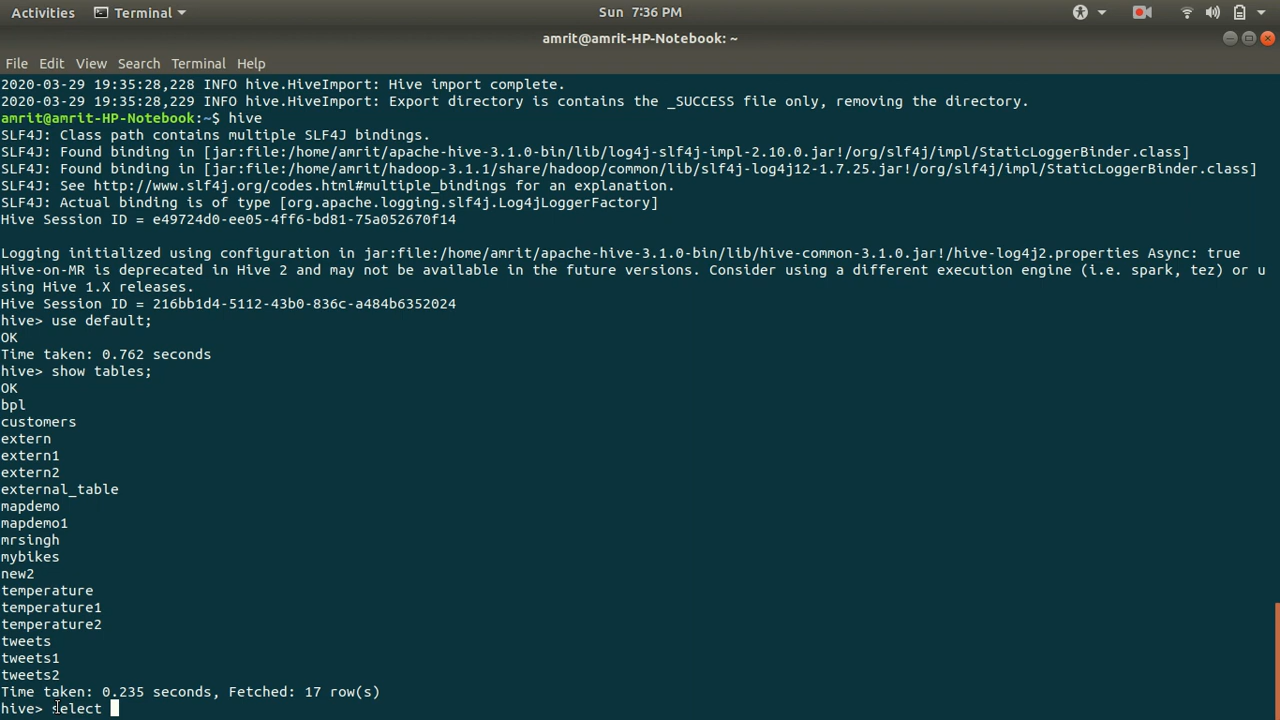 Activities Terminal Sun 7:36 PM
amrit@amrit-HP-Notebook: ~
File Edit View Search Terminal Help
2020-03-29 19:35:28,228 INFO hive.HiveImport: Hive import complete.
2020-03-29 19:35:28,229 INFO hive.HiveImport: Export directory is contains the _SUCCESS file only, removing the directory.
amrit@amrit-HP-Notebook:~$ hive
SLF4J: Class path contains multiple SLF4J bindings.
SLF4J: Found binding in [jar:file:/home/amrit/apache-hive-3.1.0-bin/lib/log4j-slf4j-impl-2.10.0.jar!/org/slf4j/impl/StaticLoggerBinder.class]
SLF4J: Found binding in [jar:file:/home/amrit/hadoop-3.1.1/share/hadoop/common/lib/slf4j-log4j12-1.7.25.jar!/org/slf4j/impl/StaticLoggerBinder.class]
SLF4J: See http://www.slf4j.org/codes.html#multiple_bindings for an explanation.
SLF4J: Actual binding is of type [org.apache.logging.slf4j.Log4jLoggerFactory]
Hive Session ID = e49724d0-ee05-4ff6-bd81-75a052670f14
Logging initialized using configuration in jar:file:/home/amrit/apache-hive-3.1.0-bin/lib/hive-common-3.1.0.jar!/hive-log4j2.properties Async: true
Hive-on-MR is deprecated in Hive 2 and may not be available in the future versions. Consider using a different execution engine (i.e. spark, tez) or u
sing Hive 1.X releases.
Hive Session ID = 216bb1d4-5112-43b0-836c-a484b6352024
hive> use default;
OK
Time taken: 0.762 seconds
hive> show tables;
OK
bpl
customers
extern
extern1
extern2
external_table
mapdemo
mapdemo1
mrsingh
mybikes
new2
temperature
temperature1
temperature2
tweets
tweets1
tweets2
Time taken: 0.235 seconds, Fetched: 17 row(s)
hive> select